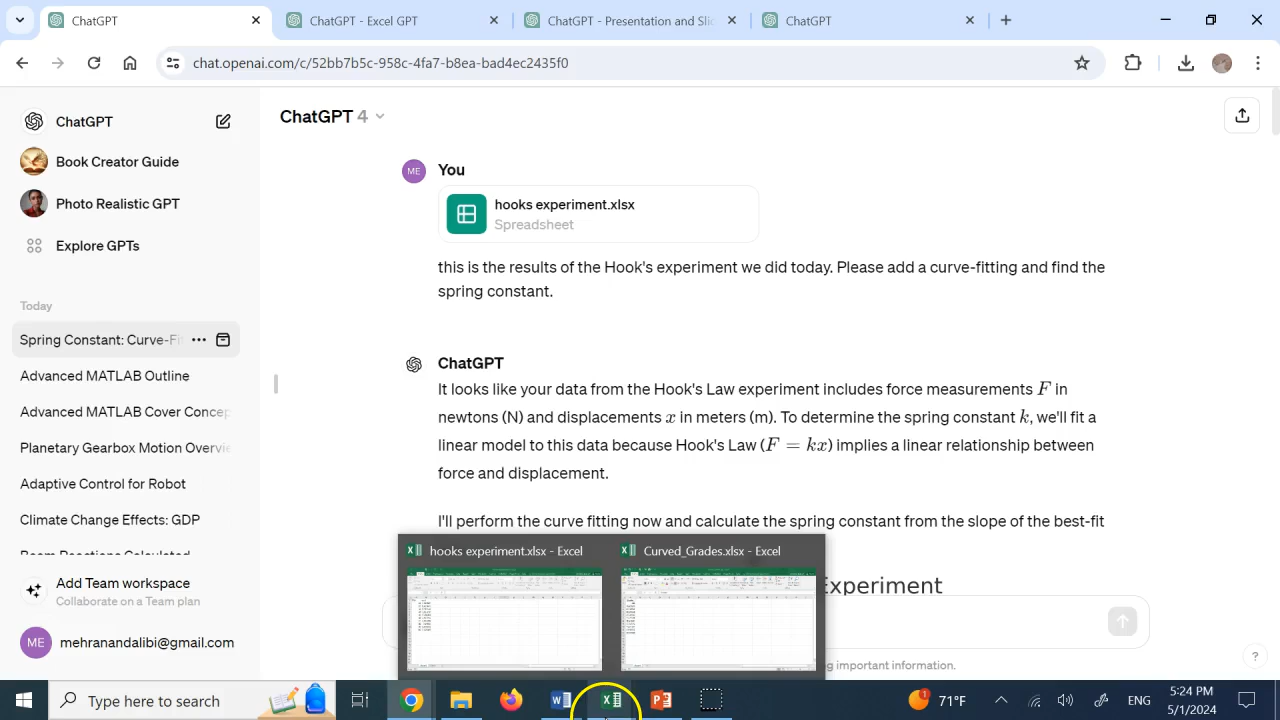 ChatGPT
ChatGPT - Excel GPT
ChatGPT - Presentation and Slid
ChatGPT
chat.openai.com/c/52bb7b5c-958c-4fa7-b8ea-bad4ec2435f0
ChatGPT
Book Creator Guide
Photo Realistic GPT
Explore GPTs
Today
Spring Constant: Curve-Fi
Advanced MATLAB Outline
Advanced MATLAB Cover Concep
Planetary Gearbox Motion Overvie
Adaptive Control for Robot
Climate Change Effects: GDP
Beam Reactions Calculated
Add Team workspace
Collaborate on a Team plan
ME
mehranandalibi@gmail.com
ChatGPT 4
ME
You
hooks experiment.xlsx
Spreadsheet
this is the results of the Hook's experiment we did today. Please add a curve-fitting and find the
spring constant.
ChatGPT
It looks like your data from the Hook's Law experiment includes force measurements F in
newtons (N) and displacements x in meters (m). To determine the spring constant k, we'll fit a
linear model to this data because Hook's Law (F = kx) implies a linear relationship between
force and displacement.
I'll perform the curve fitting now and calculate the spring constant from the slope of the best-fit
hooks experiment.xlsx - Excel
Curved_Grades.xlsx - Excel
Experiment
ng important information.
?
Type here to search
1
71°F
ENG
5:24 PM
5/1/2024